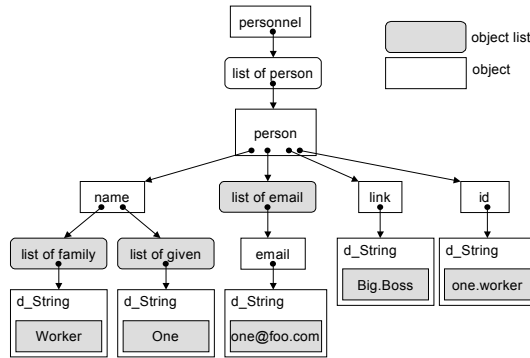 personnel
object list
list of person
object
person
name
list of email
link
id
list of family
list of given
email
d_String
d_String
Big.Boss
one.worker
d_String
d_String
d_String
Worker
One
one@foo.com